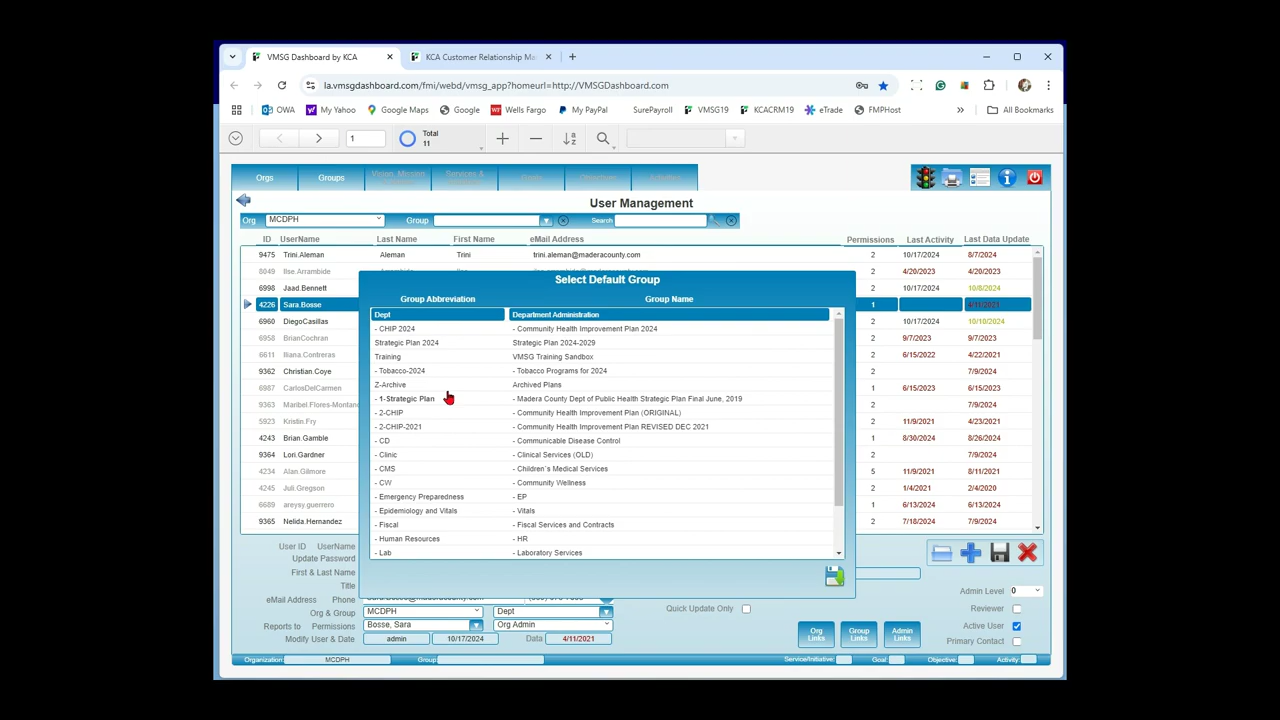 VMSG Dashboard by KCA
KCA Customer Relationship Ma
la.vmsgdashboard.com/fmi/webd/vmsg_app?homeurl=http://VMSGDashboard.com
OWA My Yahoo Google Maps Google Wells Fargo My PayPal SurePayroll VMSG19 KCACRM19 eTrade FMPHost » All Bookmarks
1 Total
11
Orgs Groups Vision, Mission Services &
User Management
Org MCDPH Group Search
ID UserName Last Name First Name eMail Address Permissions Last Activity Last Data Update
9475 Trini.Aleman Aleman Trini trini.aleman@maderacounty.com 2 10/17/2024 8/7/2024
8049 Ilse.Arrambide 2 4/20/2023 4/20/2023
6998 Jaad.Bennett 2 10/17/2024 10/8/2024
4226 Sara.Bosse 1 4/11/2021
6960 DiegoCasillas 2 10/17/2024 10/10/2024
6958 BrianCochran 2 9/7/2023 9/7/2023
6611 Iliana.Contreras 2 6/15/2022 4/22/2021
9362 Christian.Coye 2 7/9/2024
6987 CarlosDelCarmen 1 6/15/2023 6/15/2023
9363 Maribel.Flores-Montano 2 7/9/2024
5923 Kristin.Fry 2 11/9/2021 4/23/2021
4243 Brian.Gamble 1 8/30/2024 8/26/2024
9364 Lori.Gardner 2 7/9/2024
4234 Alan.Gilmore 5 11/9/2021 8/11/2021
4245 Juli.Gregson 2 1/4/2021 2/4/2020
6689 areysy.guerrero 1 6/13/2024 6/13/2024
9365 Nelida.Hernandez 2 7/18/2024 7/9/2024
Select Default Group
Group Abbreviation Group Name
Dept Department Administration
- CHIP 2024 - Community Health Improvement Plan 2024
Strategic Plan 2024 Strategic Plan 2024-2029
Training VMSG Training Sandbox
- Tobacco-2024 - Tobacco Programs for 2024
Z-Archive Archived Plans
- 1-Strategic Plan - Madera County Dept of Public Health Strategic Plan Final June, 2019
- 2-CHIP - Community Health Improvement Plan (ORIGINAL)
- 2-CHIP-2021 - Community Health Improvement Plan REVISED DEC 2021
- CD - Communicable Disease Control
- Clinic - Clinical Services (OLD)
- CMS - Children's Medical Services
- CW - Community Wellness
- Emergency Preparedness - EP
- Epidemiology and Vitals - Vitals
- Fiscal - Fiscal Services and Contracts
- Human Resources - HR
- Lab - Laboratory Services
User ID UserName
Update Password
First & Last Name
Title Admin Level 0
eMail Address Phone
Org & Group MCDPH Dept Quick Update Only Reviewer
Reports to Permissions Bosse, Sara Org Admin Org Links Group Links Admin Links Active User
Modify User & Date admin 10/17/2024 Data 4/11/2021 Primary Contact
Organization: MCDPH Group: Service/Initiative: Goal: Objective: Activity: